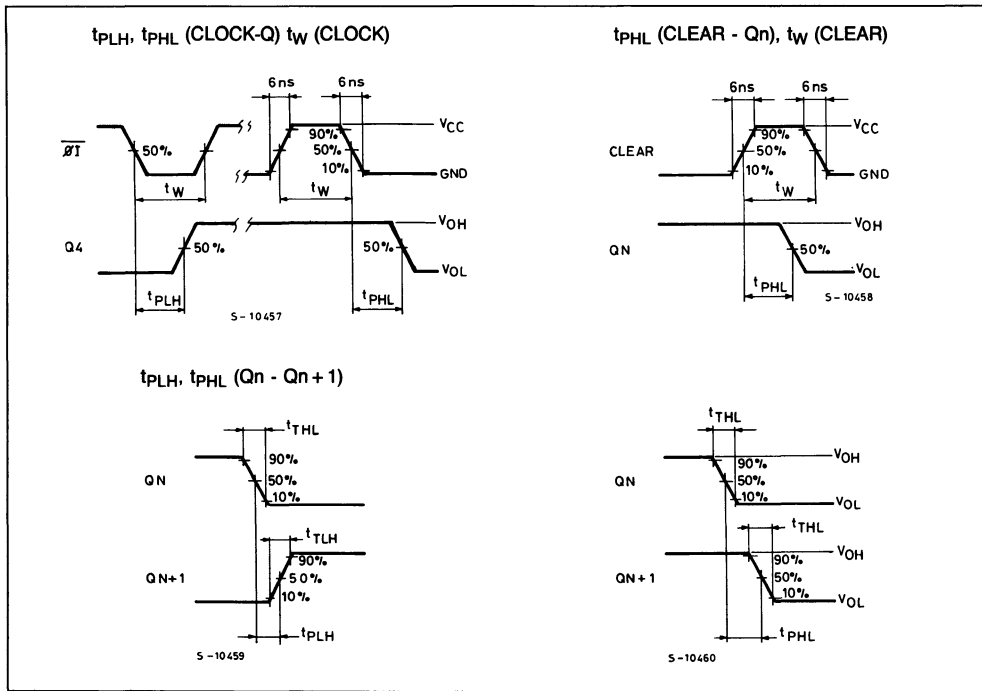 tPLH, tPHL (CLOCK-Q) tW (CLOCK)
6ns 6ns
VCC
90%
ØI 50% 50%
10% GND
tW tW
VOH
Q4 50% 50%
VOL
tPLH tPHL
S-10457
tPHL (CLEAR - Qn), tW (CLEAR)
6ns 6ns
VCC
90%
CLEAR 50%
10% GND
tW
VOH
QN 50%
VOL
tPHL
S-10458
tPLH, tPHL (Qn - Qn + 1)
tTHL
90%
QN 50%
10%
tTLH
90%
QN+1 50%
10%
tPLH
S-10459
tTHL
VOH
90%
QN 50%
10% VOL
tTHL
VOH
90%
QN+1 50%
10% VOL
tPHL
S-10460